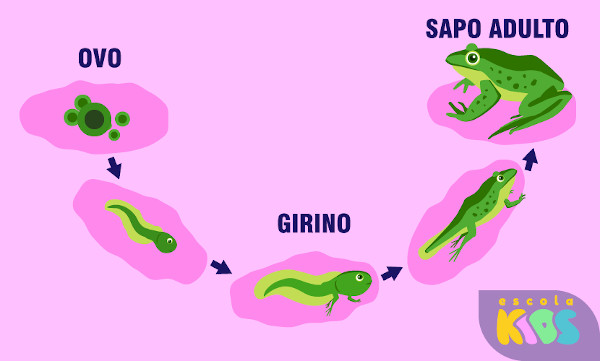 OVO
SAPO ADULTO
GIRINO
escola
KIDS